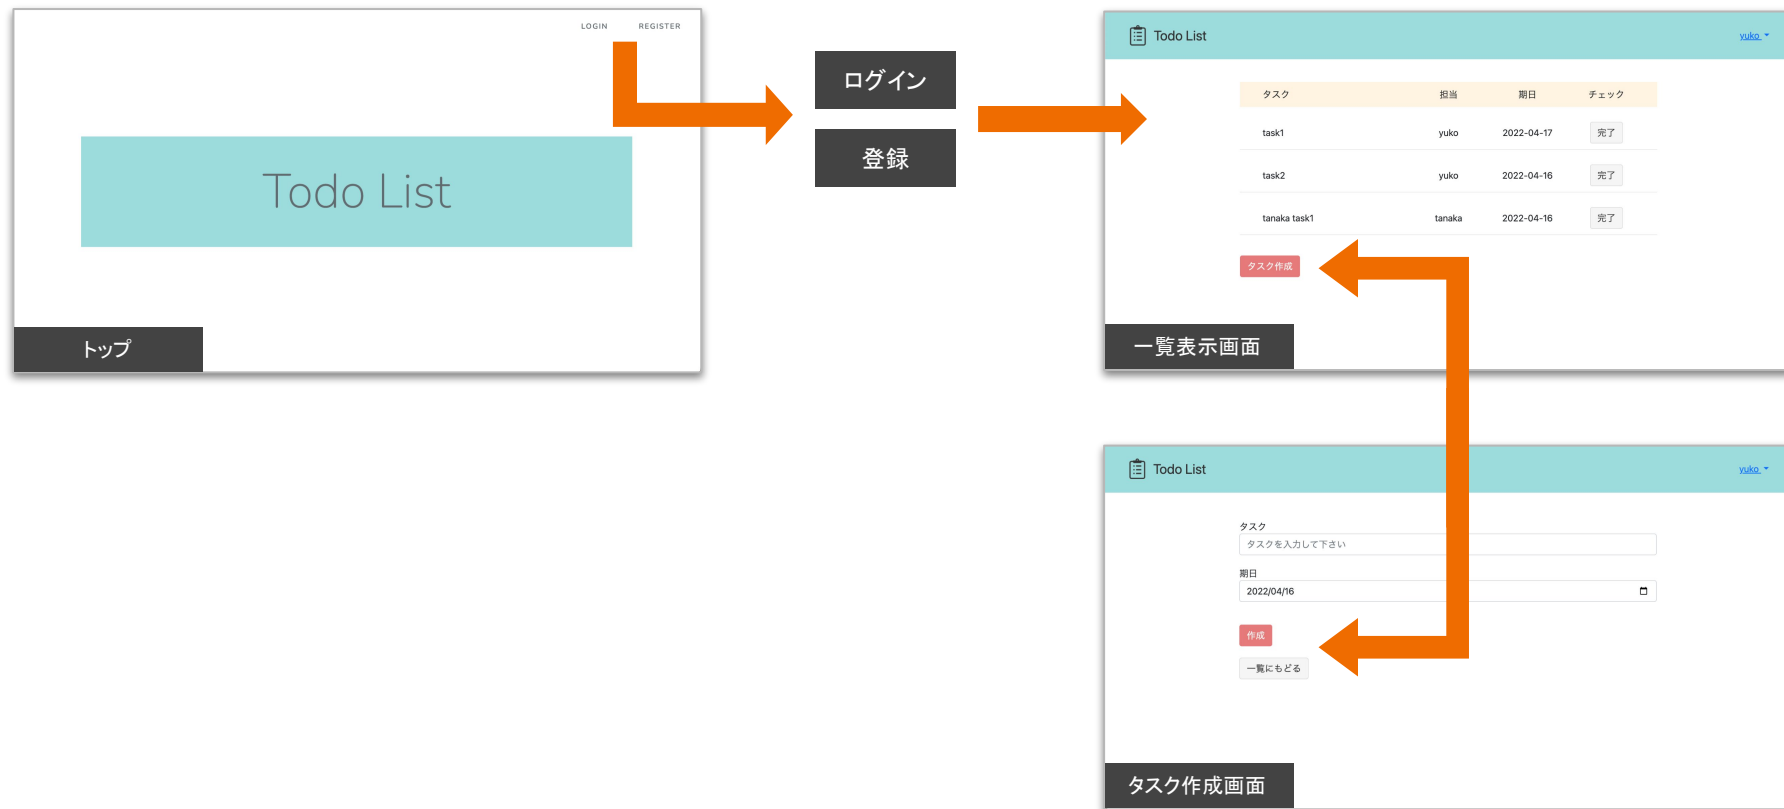 LOGIN REGISTER
Todo List
トップ
ログイン
登録
Todo List yuko
タスク 担当 期日 チェック
task1 yuko 2022-04-17 完了
task2 yuko 2022-04-16 完了
tanaka task1 tanaka 2022-04-16 完了
タスク作成
一覧表示画面
Todo List yuko
タスク
タスクを入力して下さい
期日
2022/04/16
作成
一覧にもどる
タスク作成画面